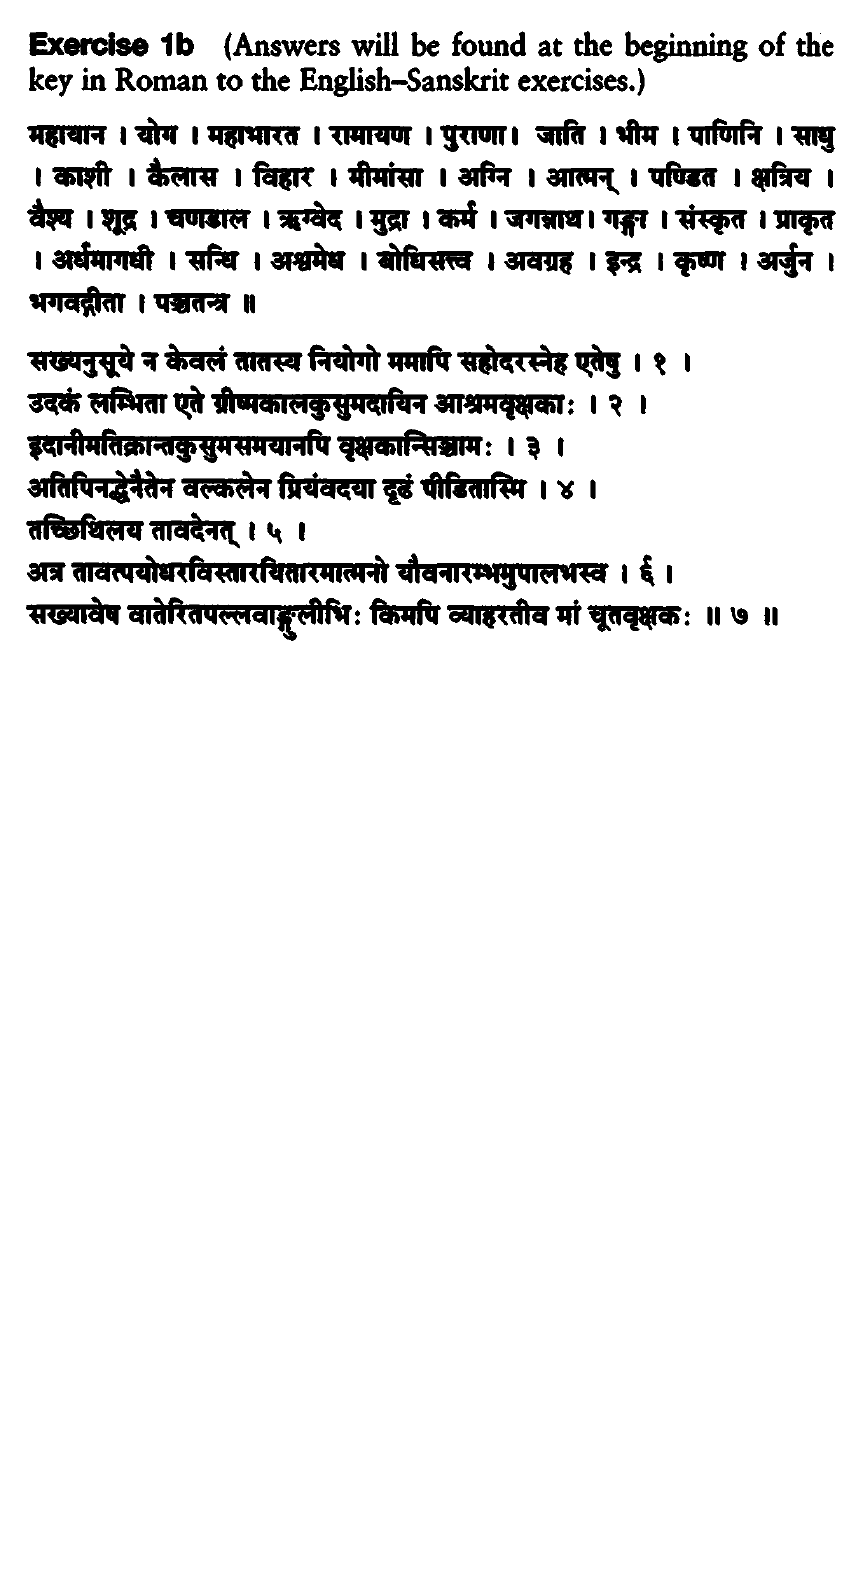 Exercise 1b (Answers will be found at the beginning of the
key in Roman to the English–Sanskrit exercises.)
महायान । योग । महाभारत । रामायण । पुराणा। जाति । भीम । पाणिनि । साधु
। काशी । कैलास । विहार । मीमांसा । अग्नि । आत्मन् । पण्डित । क्षत्रिय ।
वैश्य । शूद्र । चणडाल । ऋग्वेद । मुद्रा । कर्म । जगन्नाथ। गङ्गा । संस्कृत । प्राकृत
। अर्धमागधी । सन्धि । अश्वमेध । बोधिसत्त्व । अवग्रह । इन्द्र । कृष्ण । अर्जुन ।
भगवद्गीता । पञ्चतन्त्र ॥
सख्यनुसूये न केवलं तातस्य नियोगो ममापि सहोदरस्नेह एतेषु । १ ।
उदकं लम्भिता एते ग्रीष्मकालकुसुमदायिन आश्रमवृक्षकाः । २ ।
इदानीमतिक्रान्तकुसुमसमयानपि वृक्षकान्सिञ्चामः । ३ ।
अतिपिनद्धेनैतेन वल्कलेन प्रियंवदया दृढं पीडितास्मि । ४ ।
तच्छिथिलय तावदेनत् । ५ ।
अत्र तावत्पयोधरविस्तारयितारमात्मनो यौवनारम्भमुपालभस्व । ६ ।
सख्यावेष वातेरितपल्लवाङ्गुलीभिः किमपि व्याहरतीव मां चूतवृक्षकः ॥ ७ ॥